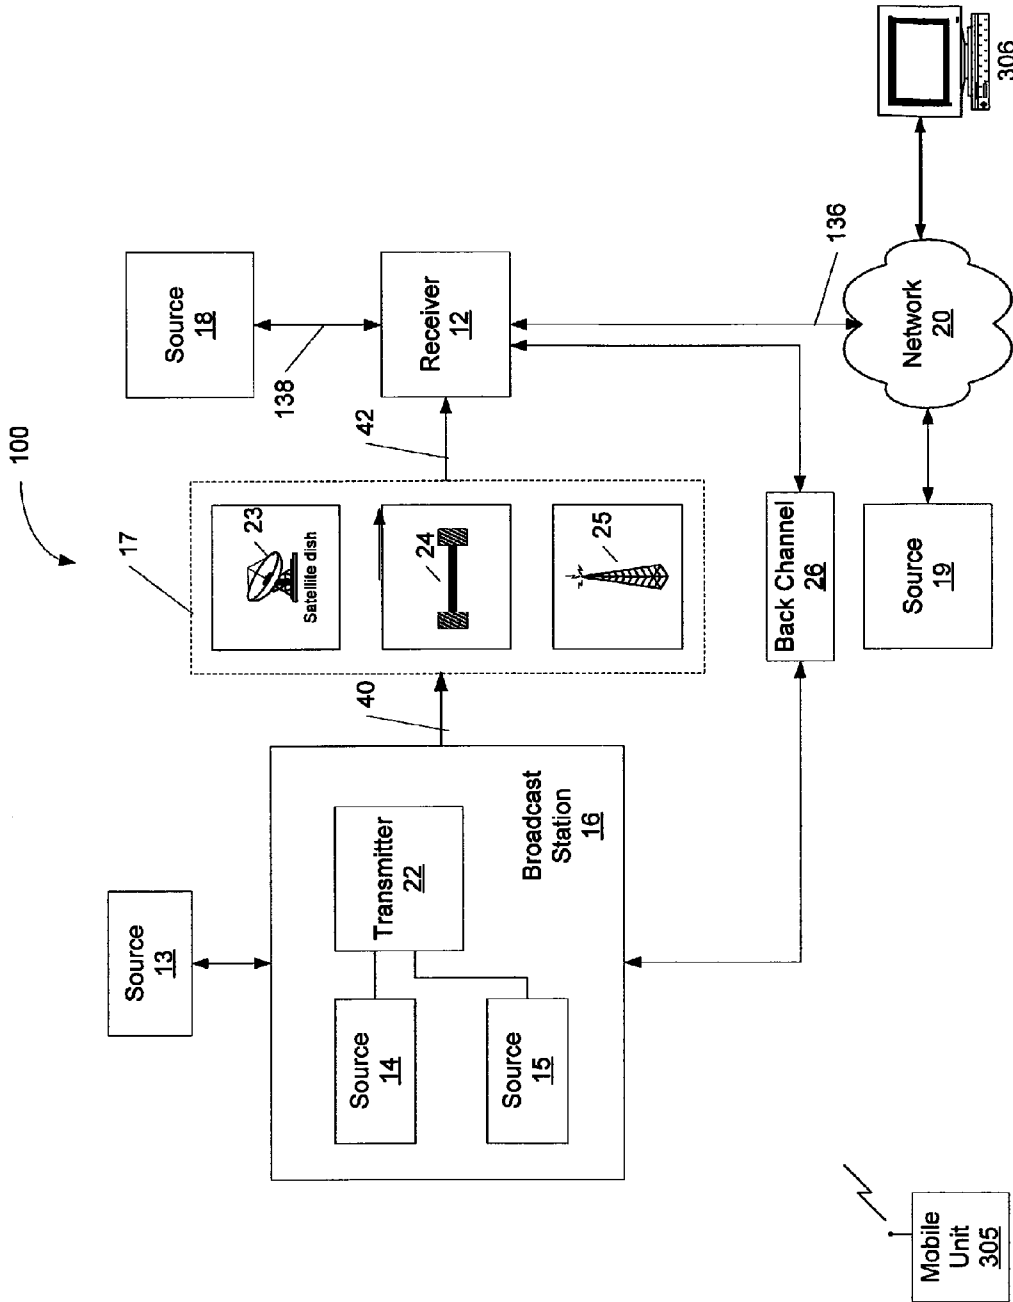 100
Source
13
Source
14
Source
15
Transmitter
22
Broadcast
Station
16
40
17
23
Satellite dish
24
25
42
Source
18
138
Receiver
12
136
Back Channel
26
Source
19
Network
20
306
Mobile
Unit
305